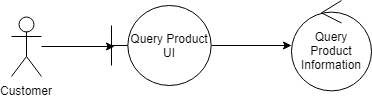 Query Product
UI
Query
Product
Information
Customer